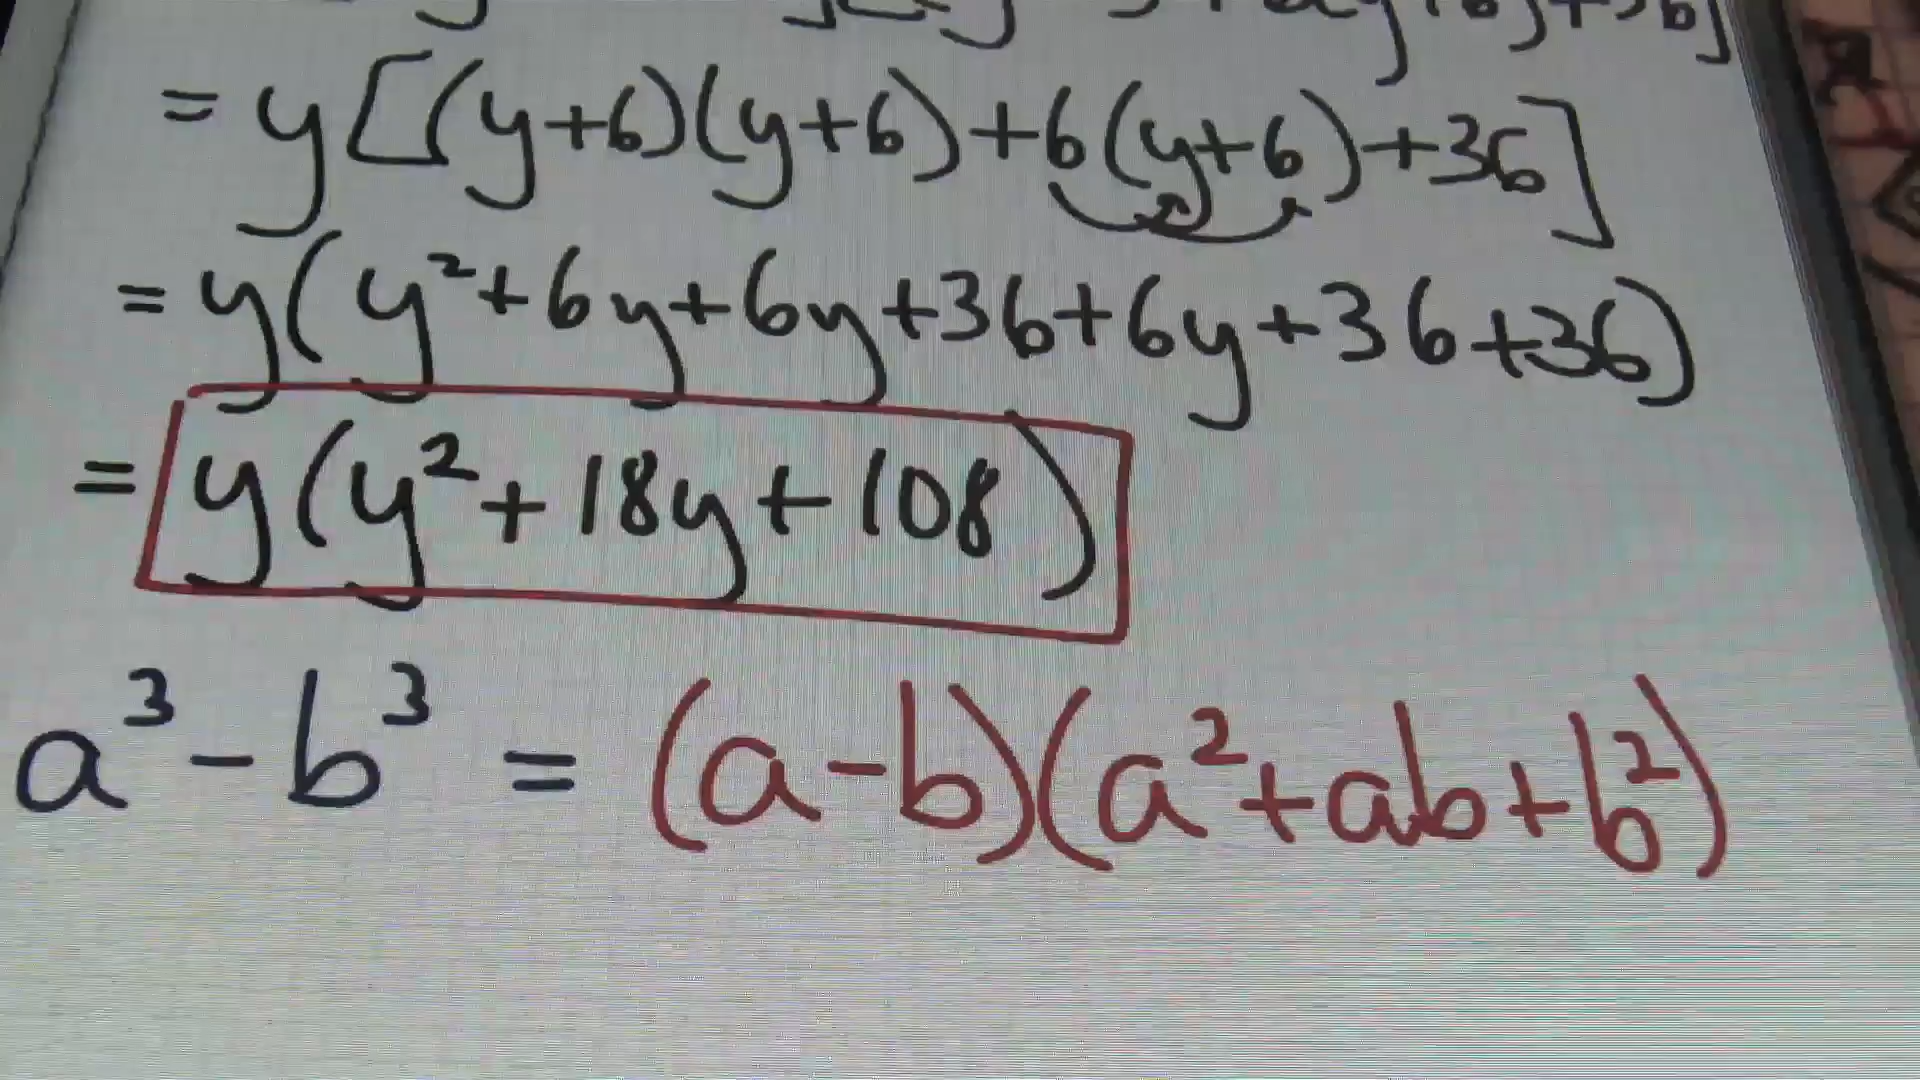 = y[(y+6)(y+6)+6(y+6)+36]
= y(y²+6y+6y+36+6y+36+36)
= y(y²+18y+108)
a³-b³ = (a-b)(a²+ab+b²)